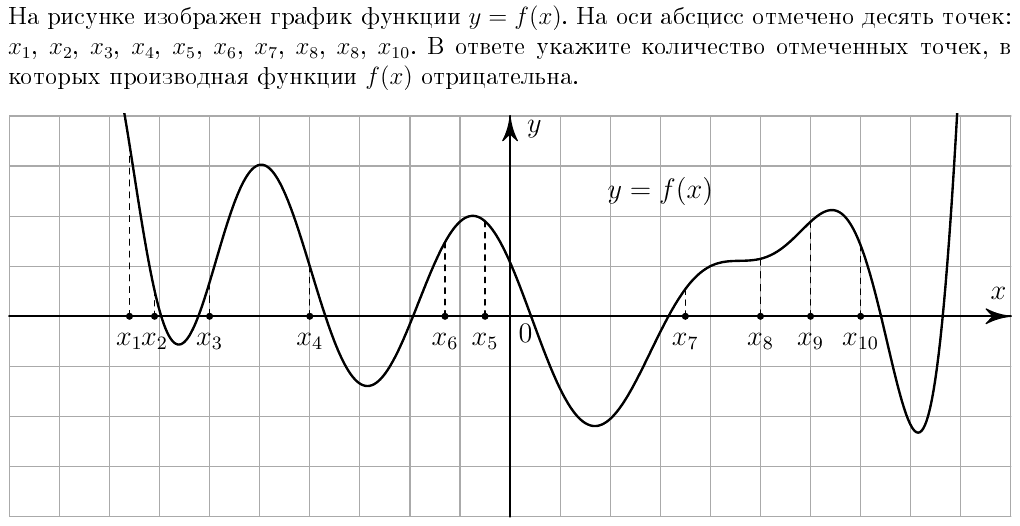 На рисунке изображен график функции y = f(x). На оси абсцисс отмечено десять точек:
x₁, x₂, x₃, x₄, x₅, x₆, x₇, x₈, x₈, x₁₀. В ответе укажите количество отмеченных точек, в
которых производная функции f(x) отрицательна.
y
y = f(x)
x
x₁ x₂ x₃ x₄ x₆ x₅ 0 x₇ x₈ x₉ x₁₀